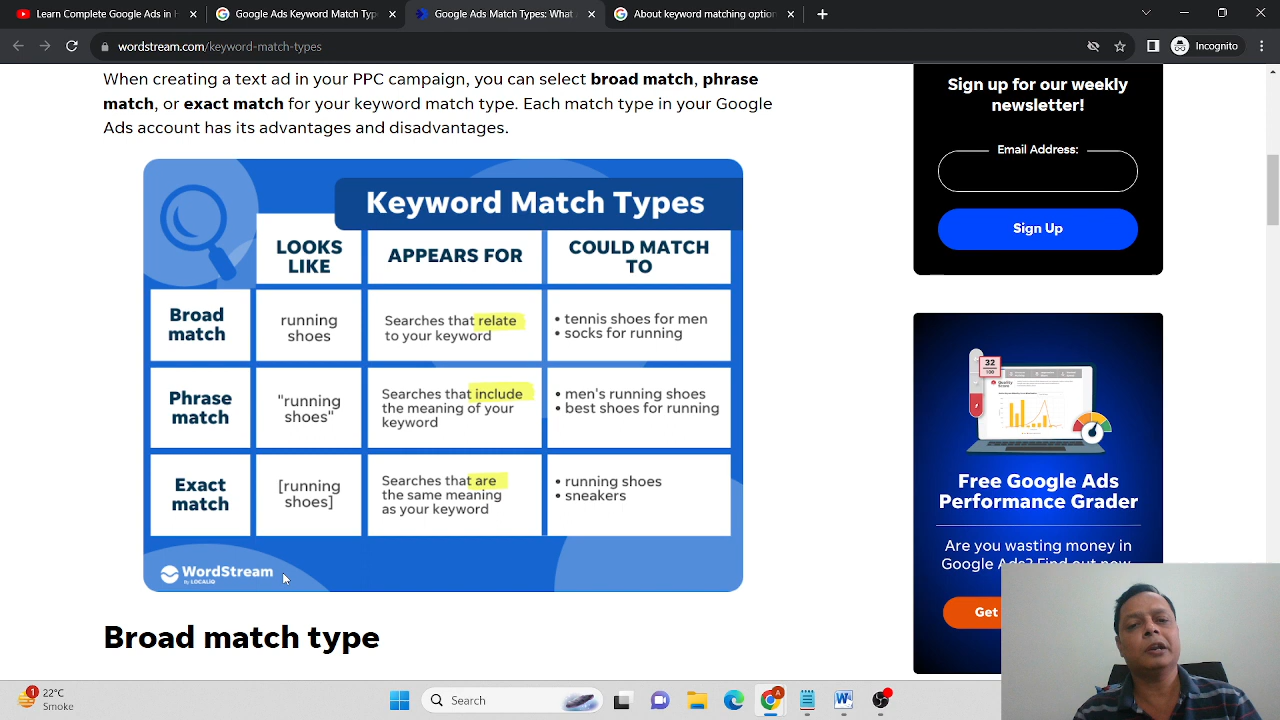 Learn Complete Google Ads in H
Google Ads Keyword Match Typ
Google Ads Match Types: What
About keyword matching option
wordstream.com/keyword-match-types
Incognito
When creating a text ad in your PPC campaign, you can select broad match, phrase
match, or exact match for your keyword match type. Each match type in your Google
Ads account has its advantages and disadvantages.
Keyword Match Types
LOOKS
LIKE
APPEARS FOR
COULD MATCH
TO
Broad
match
running
shoes
Searches that relate
to your keyword
• tennis shoes for men
• socks for running
Phrase
match
"running
shoes"
Searches that include
the meaning of your
keyword
• men's running shoes
• best shoes for running
Exact
match
[running
shoes]
Searches that are
the same meaning
as your keyword
• running shoes
• sneakers
WordStream
By LOCALiQ
Broad match type
Sign up for our weekly
newsletter!
Email Address:
Sign Up
32
100
Free Google Ads
Performance Grader
Are you wasting money in
Google Ads? Find out now
Get
1
22°C
Smoke
Search